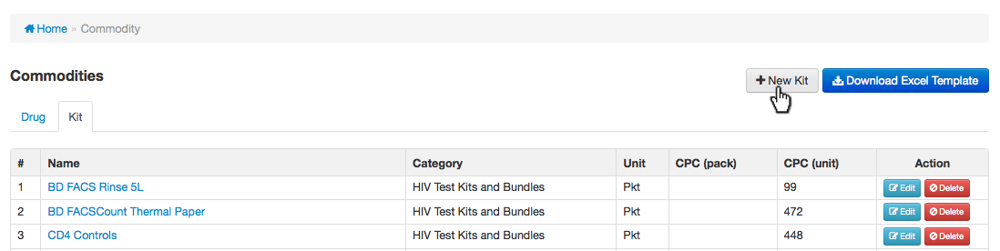 Home » Commodity
Commodities
New Kit Download Excel Template
Drug Kit
# Name Category Unit CPC (pack) CPC (unit) Action
1 BD FACS Rinse 5L HIV Test Kits and Bundles Pkt 99 Edit Delete
2 BD FACSCount Thermal Paper HIV Test Kits and Bundles Pkt 472 Edit Delete
3 CD4 Controls HIV Test Kits and Bundles Pkt 448 Edit Delete